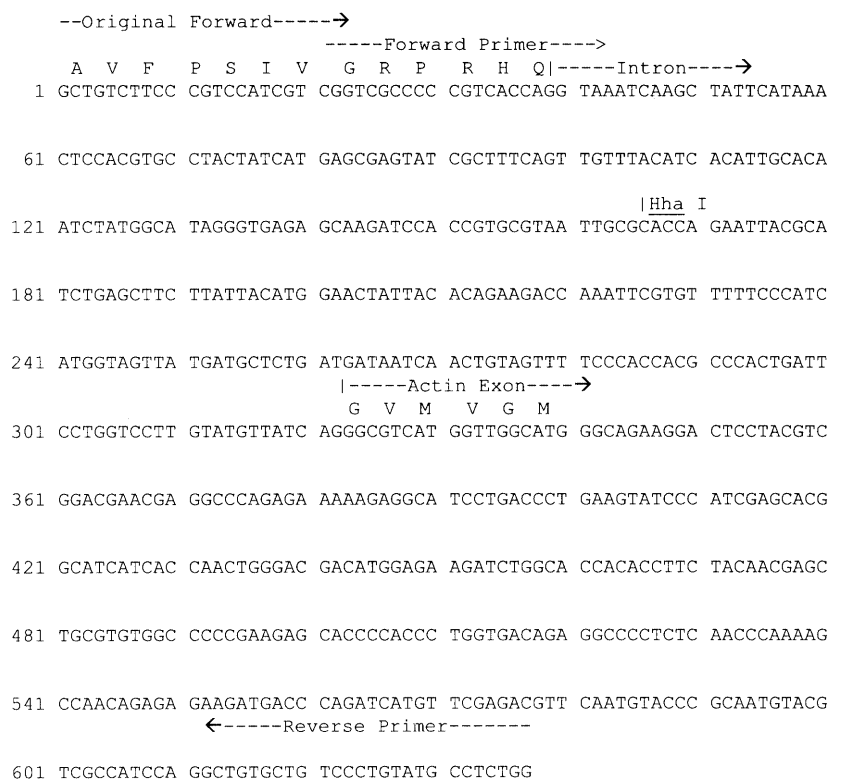 --Original Forward-----→
-----Forward Primer---->
A V F P S I V G R P R H Q|-----Intron----→
1 GCTGTCTTCC CGTCCATCGT CGGTCGCCCC CGTCACCAGG TAAATCAAGC TATTCATAAA
61 CTCCACGTGC CTACTATCAT GAGCGAGTAT CGCTTTCAGT TGTTTACATC ACATTGCACA
|Hha I
121 ATCTATGGCA TAGGGTGAGA GCAAGATCCA CCGTGCGTAA TTGCGCACCA GAATTACGCA
181 TCTGAGCTTC TTATTACATG GAACTATTAC ACAGAAGACC AAATTCGTGT TTTTCCCATC
241 ATGGTAGTTA TGATGCTCTG ATGATAATCA ACTGTAGTTT TCCCACCACG CCCACTGATT
|-----Actin Exon----→
G V M V G M
301 CCTGGTCCTT GTATGTTATC AGGGCGTCAT GGTTGGCATG GGCAGAAGGA CTCCTACGTC
361 GGACGAACGA GGCCCAGAGA AAAAGAGGCA TCCTGACCCT GAAGTATCCC ATCGAGCACG
421 GCATCATCAC CAACTGGGAC GACATGGAGA AGATCTGGCA CCACACCTTC TACAACGAGC
481 TGCGTGTGGC CCCCGAAGAG CACCCCACCC TGGTGACAGA GGCCCCTCTC AACCCAAAAG
541 CCAACAGAGA GAAGATGACC CAGATCATGT TCGAGACGTT CAATGTACCC GCAATGTACG
←-----Reverse Primer-------
601 TCGCCATCCA GGCTGTGCTG TCCCTGTATG CCTCTGG